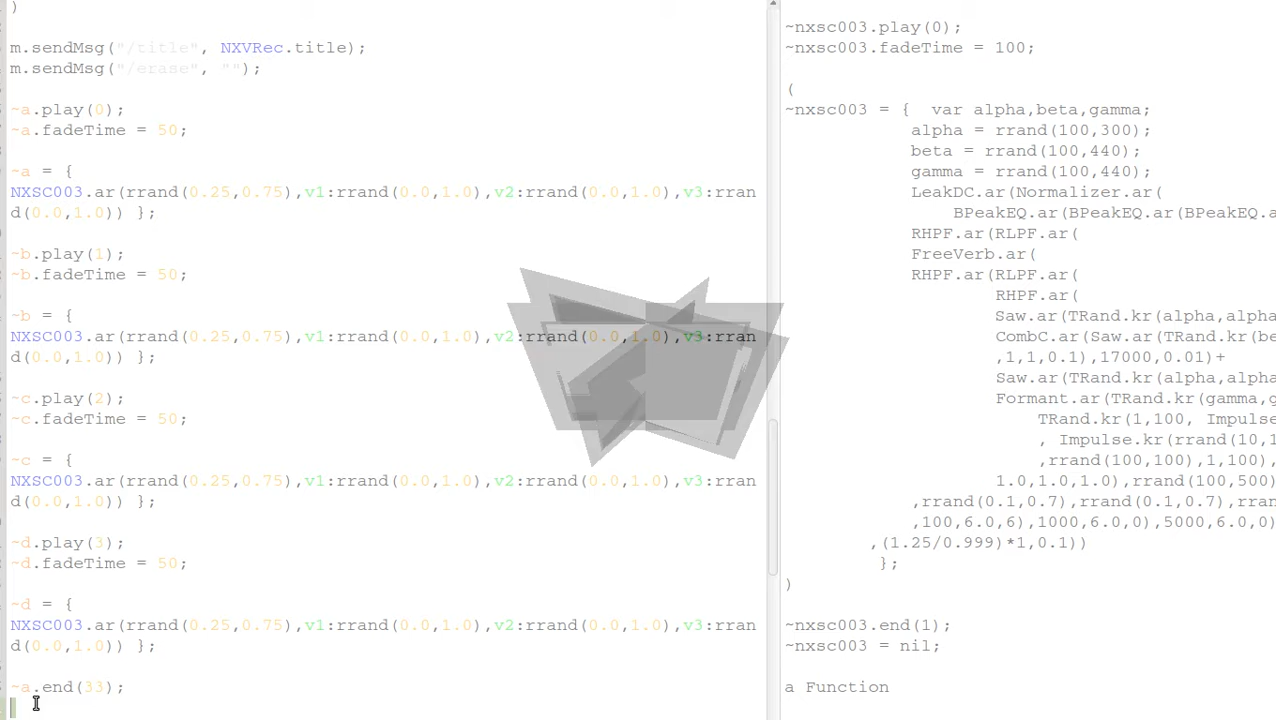 )
m.sendMsg("/title", NXVRec.title);
m.sendMsg("/erase", "");
~a.play(0);
~a.fadeTime = 50;
~a = {
NXSC003.ar(rrand(0.25,0.75),v1:rrand(0.0,1.0),v2:rrand(0.0,1.0),v3:rran
d(0.0,1.0)) };
~b.play(1);
~b.fadeTime = 50;
~b = {
NXSC003.ar(rrand(0.25,0.75),v1:rrand(0.0,1.0),v2:rrand(0.0,1.0),v3:rran
d(0.0,1.0)) };
~c.play(2);
~c.fadeTime = 50;
~c = {
NXSC003.ar(rrand(0.25,0.75),v1:rrand(0.0,1.0),v2:rrand(0.0,1.0),v3:rran
d(0.0,1.0)) };
~d.play(3);
~d.fadeTime = 50;
~d = {
NXSC003.ar(rrand(0.25,0.75),v1:rrand(0.0,1.0),v2:rrand(0.0,1.0),v3:rran
d(0.0,1.0)) };
~a.end(33);
~nxsc003.play(0);
~nxsc003.fadeTime = 100;
(
~nxsc003 = {  var alpha,beta,gamma;
alpha = rrand(100,300);
beta = rrand(100,440);
gamma = rrand(100,440);
LeakDC.ar(Normalizer.ar(
BPeakEQ.ar(BPeakEQ.ar(BPeakEQ.a
RHPF.ar(RLPF.ar(
FreeVerb.ar(
RHPF.ar(RLPF.ar(
RHPF.ar(
Saw.ar(TRand.kr(alpha,alpha
CombC.ar(Saw.ar(TRand.kr(be
,1,1,0.1),17000,0.01)+
Saw.ar(TRand.kr(alpha,alpha
Formant.ar(TRand.kr(gamma,g
TRand.kr(1,100, Impulse
, Impulse.kr(rrand(10,1
,rrand(100,100),1,100),
1.0,1.0,1.0),rrand(100,500)
,rrand(0.1,0.7),rrand(0.1,0.7),rran
,100,6.0,6),1000,6.0,0),5000,6.0,0)
,(1.25/0.999)*1,0.1))
};
)
~nxsc003.end(1);
~nxsc003 = nil;
a Function